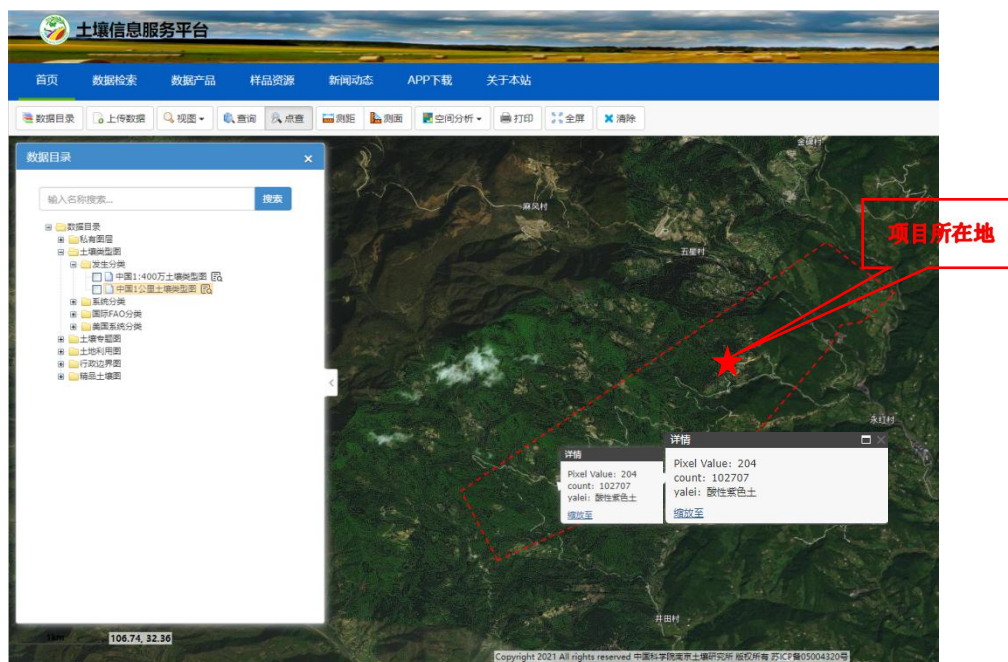 土壤信息服务平台
首页 数据检索 数据产品 样品资源 新闻动态 APP下载 关于本站
数据目录 上传数据 视图 查询 点查 测距 测面 空间分析 打印 全屏 清除
数据目录 ×
输入名称搜索... 搜索
数据目录
私有图层
土壤类型图
发生分类
中国1:400万土壤类型图
中国1公里土壤类型图
系统分类
国际FAO分类
美国系统分类
土壤专题图
土地利用图
行政边界图
精品土壤图
金碑村
麻凤村
五星村
项目所在地
永红村
详情
Pixel Value: 204
count: 102707
yalei: 酸性紫色土
缩放至
详情
Pixel Value: 204
count: 102707
yalei: 酸性紫色土
缩放至
井田村
106.74, 32.36
Copyright 2021 All rights reserved 中国科学院南京土壤研究所 版权所有 苏ICP备05004320号